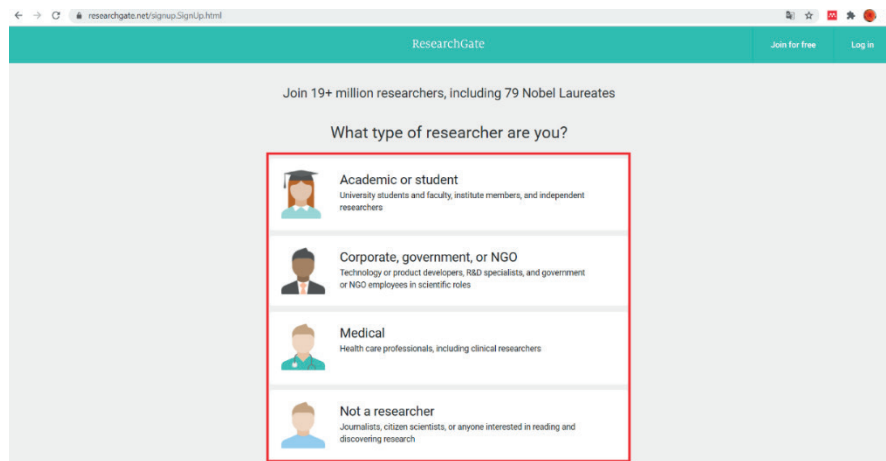 researchgate.net/signup.SignUp.html
ResearchGate
Join for free
Log in
Join 19+ million researchers, including 79 Nobel Laureates
What type of researcher are you?
Academic or student
University students and faculty, institute members, and independent
researchers
Corporate, government, or NGO
Technology or product developers, R&D specialists, and government
or NGO employees in scientific roles
Medical
Health care professionals, including clinical researchers
Not a researcher
Journalists, citizen scientists, or anyone interested in reading and
discovering research